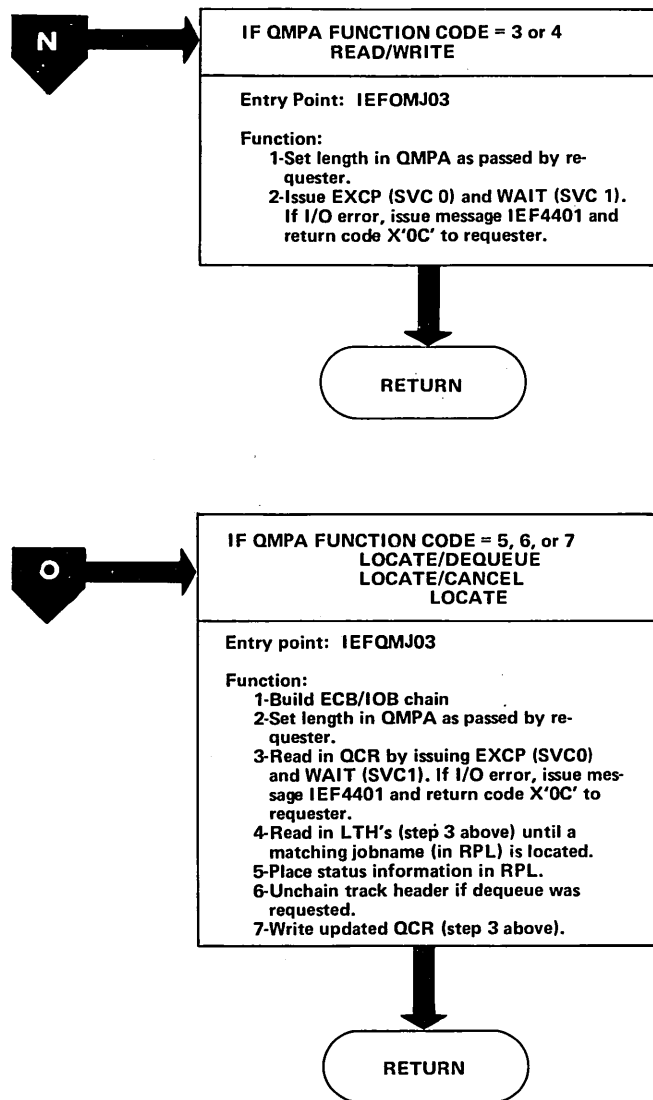 N
IF QMPA FUNCTION CODE = 3 or 4
READ/WRITE
Entry Point: IEFOMJ03
Function:
1-Set length in QMPA as passed by re-
quester.
2-Issue EXCP (SVC 0) and WAIT (SVC 1).
If I/O error, issue message IEF4401 and
return code X'0C' to requester.
RETURN
O
IF QMPA FUNCTION CODE = 5, 6, or 7
LOCATE/DEQUEUE
LOCATE/CANCEL
LOCATE
Entry point: IEFQMJ03
Function:
1-Build ECB/IOB chain
2-Set length in QMPA as passed by re-
quester.
3-Read in QCR by issuing EXCP (SVC0)
and WAIT (SVC1). If I/O error, issue mes-
sage IEF4401 and return code X'0C' to
requester.
4-Read in LTH's (step 3 above) until a
matching jobname (in RPL) is located.
5-Place status information in RPL.
6-Unchain track header if dequeue was
requested.
7-Write updated QCR (step 3 above).
RETURN